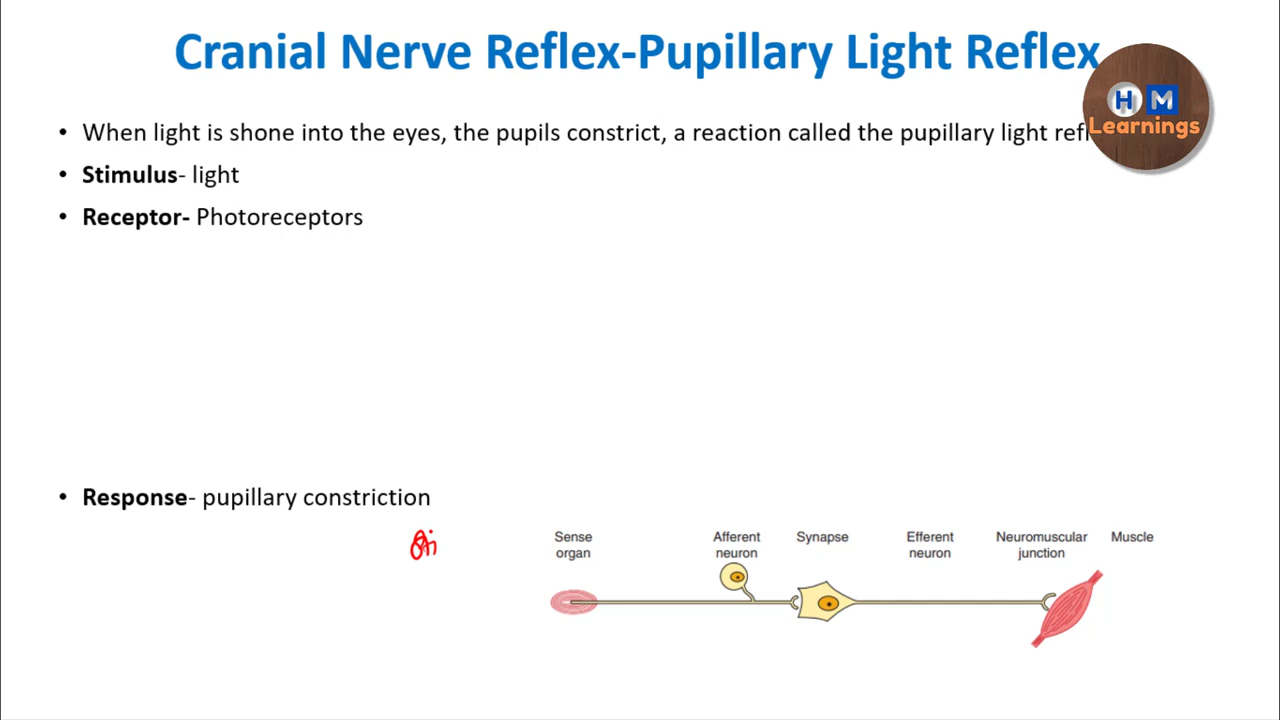 Cranial Nerve Reflex-Pupillary Light Reflex
H M
Learnings
• When light is shone into the eyes, the pupils constrict, a reaction called the pupillary light refl
• Stimulus- light
• Receptor- Photoreceptors
• Response- pupillary constriction
Sense organ
Afferent neuron
Synapse
Efferent neuron
Neuromuscular junction
Muscle